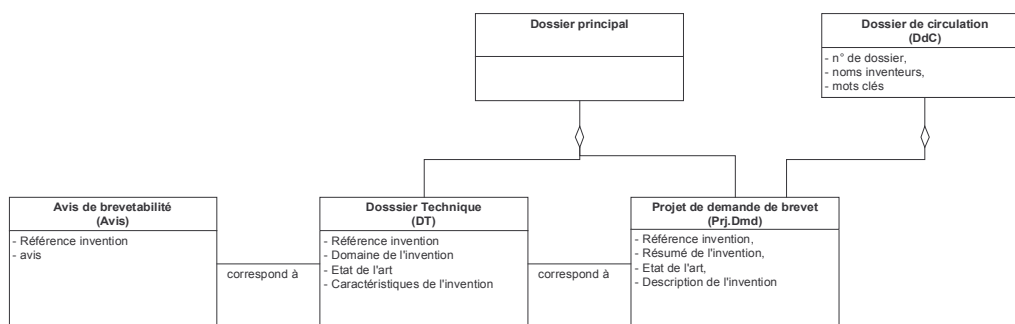 Dossier principal
Dossier de circulation
(DdC)
- n° de dossier,
- noms inventeurs,
- mots clés
Avis de brevetabilité
(Avis)
- Référence invention
- avis
correspond à
Dosssier Technique
(DT)
- Référence invention
- Domaine de l'invention
- Etat de l'art
- Caractéristiques de l'invention
correspond à
Projet de demande de brevet
(Prj.Dmd)
- Référence invention,
- Résumé de l'invention,
- Etat de l'art,
- Description de l'invention